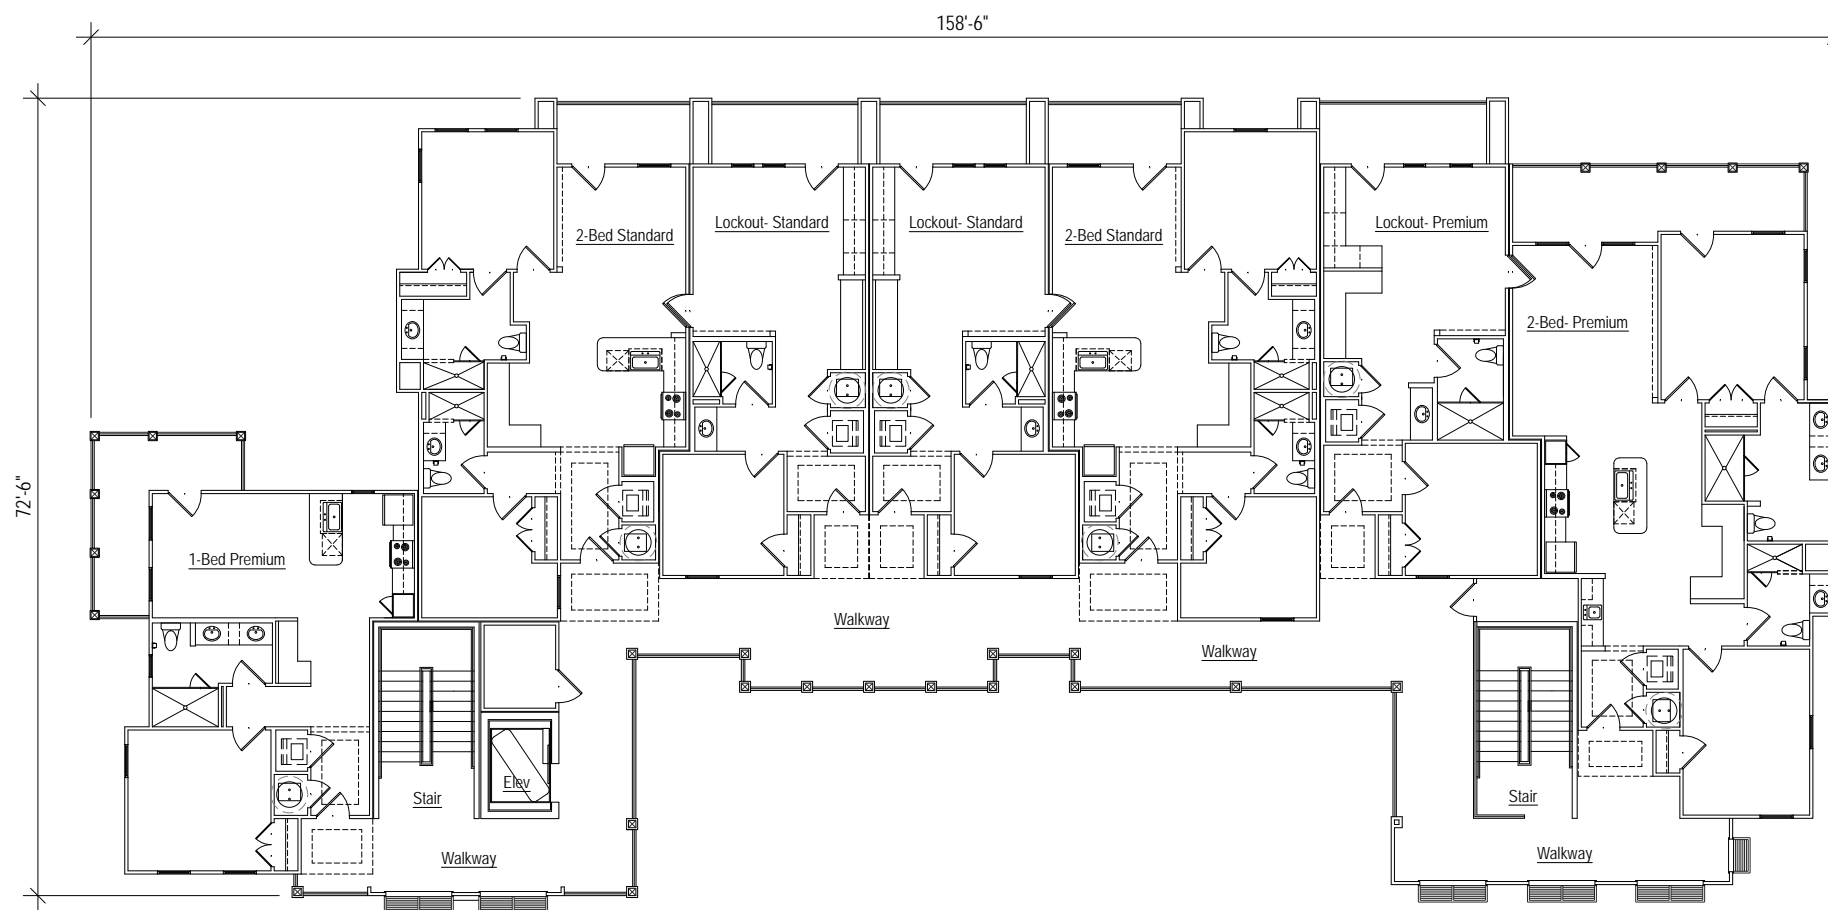 158'-6"
72'-6"
2-Bed Standard
Lockout- Standard
Lockout- Standard
2-Bed Standard
Lockout- Premium
2-Bed- Premium
1-Bed Premium
Walkway
Walkway
Elev
Stair
Stair
Walkway
Walkway